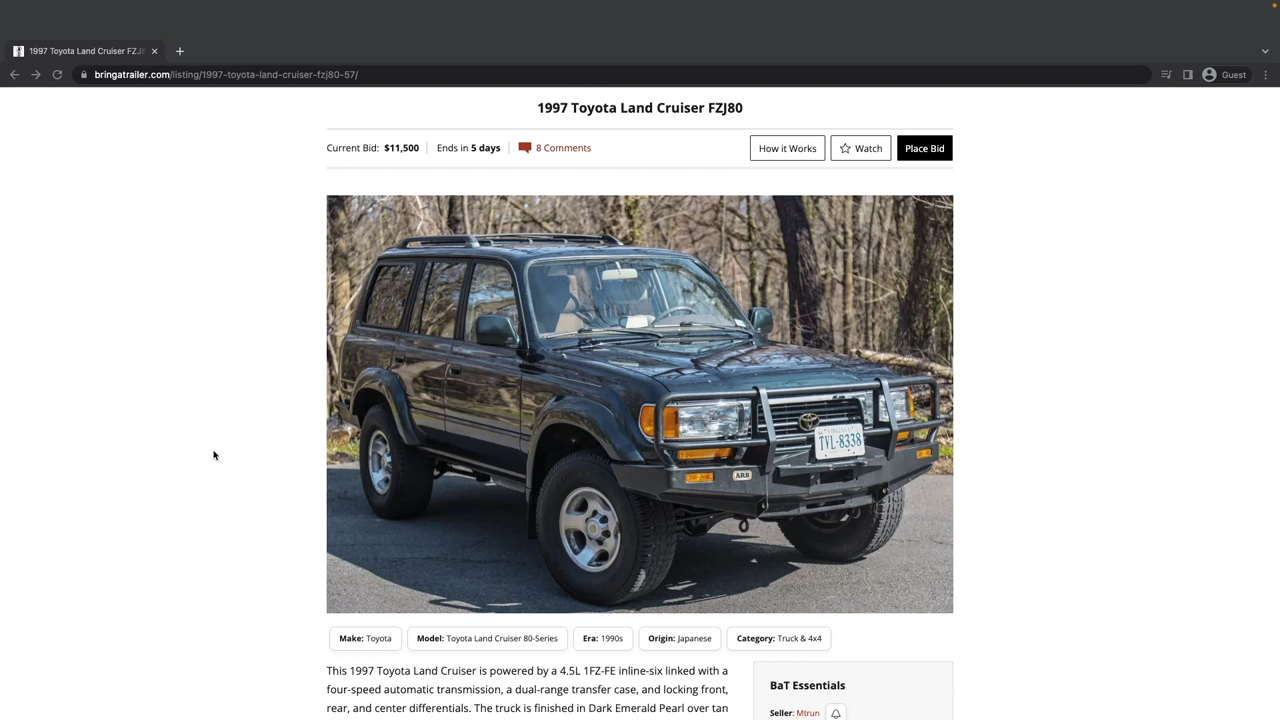 1997 Toyota Land Cruiser FZJ8
bringatrailer.com/listing/1997-toyota-land-cruiser-fzj80-57/
Guest
1997 Toyota Land Cruiser FZJ80
Current Bid: $11,500 Ends in 5 days 8 Comments How it Works Watch Place Bid
TVL-8338
ARB
Make: Toyota Model: Toyota Land Cruiser 80-Series Era: 1990s Origin: Japanese Category: Truck & 4x4
This 1997 Toyota Land Cruiser is powered by a 4.5L 1FZ-FE inline-six linked with a
four-speed automatic transmission, a dual-range transfer case, and locking front,
rear, and center differentials. The truck is finished in Dark Emerald Pearl over tan
BaT Essentials
Seller: Mtrun